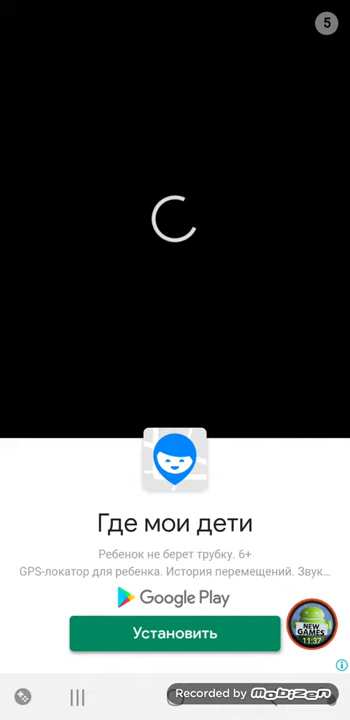 5
Где мои дети
Ребенок не берет трубку. 6+
GPS-локатор для ребенка. История перемещений. Звук...
Google Play
Установить
NEW
GAMES
11:37
Recorded by mobizen